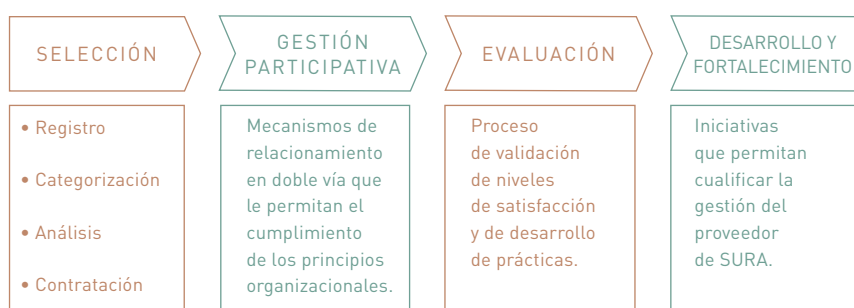 SELECCIÓN
• Registro
• Categorización
• Análisis
• Contratación
GESTIÓN
PARTICIPATIVA
Mecanismos de
relacionamiento
en doble vía que
le permitan el
cumplimiento
de los principios
organizacionales.
EVALUACIÓN
Proceso
de validación
de niveles
de satisfacción
y de desarrollo
de prácticas.
DESARROLLO Y
FORTALECIMIENTO
Iniciativas
que permitan
cualificar la
gestión del
proveedor
de SURA.